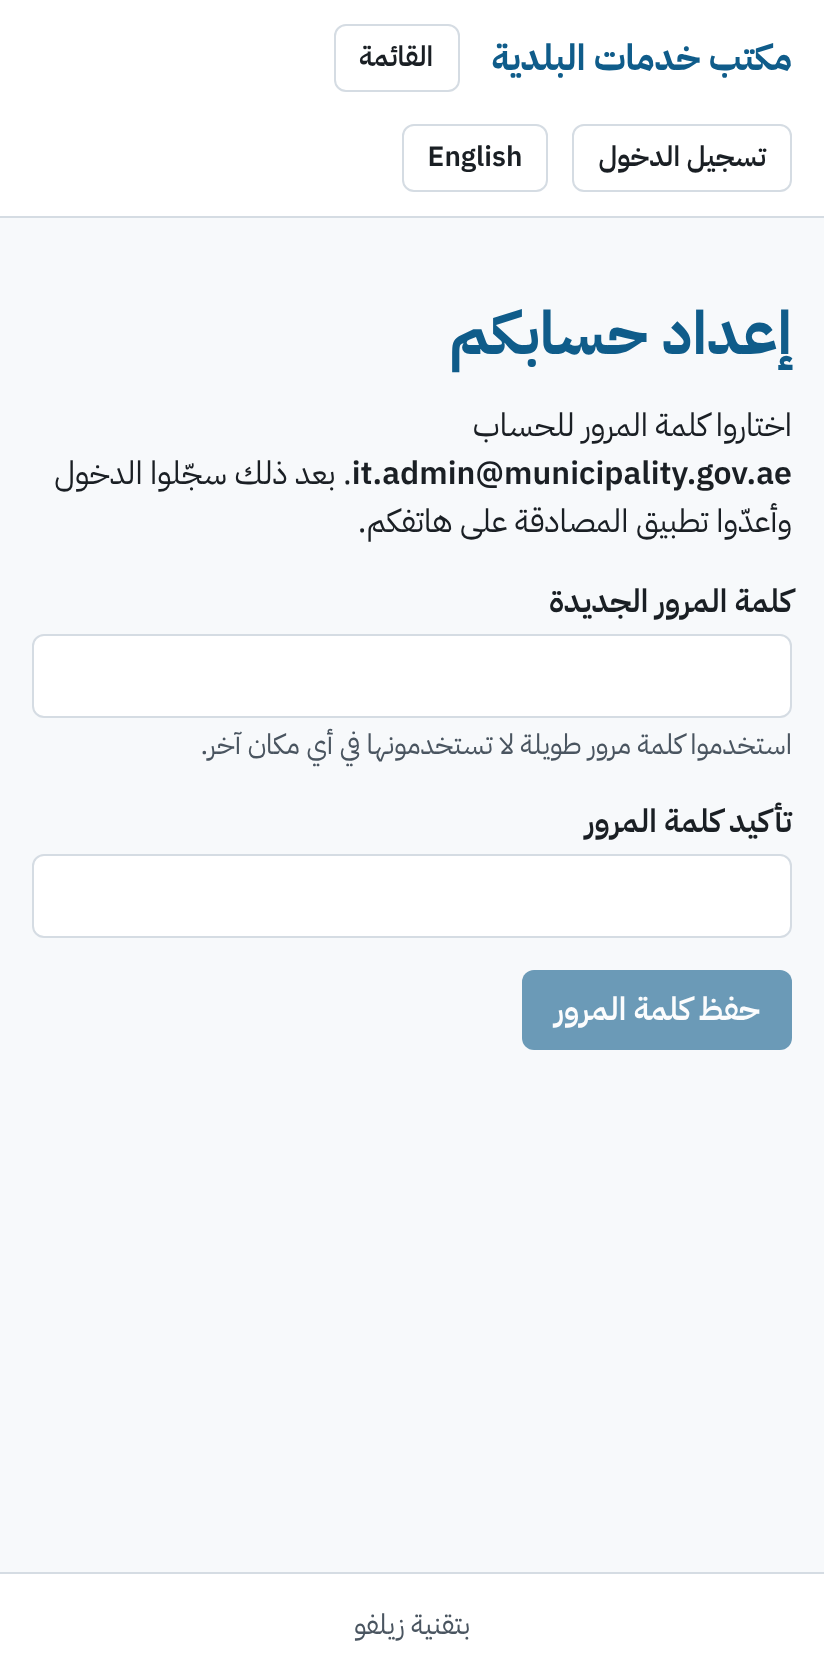 مكتب خدمات البلدية
القائمة
تسجيل الدخول
English
إعداد حسابكم
اختاروا كلمة المرور للحساب
it.admin@municipality.gov.ae. بعد ذلك سجّلوا الدخول
وأعدّوا تطبيق المصادقة على هاتفكم.
كلمة المرور الجديدة
استخدموا كلمة مرور طويلة لا تستخدمونها في أي مكان آخر.
تأكيد كلمة المرور
حفظ كلمة المرور
بتقنية زيلفو